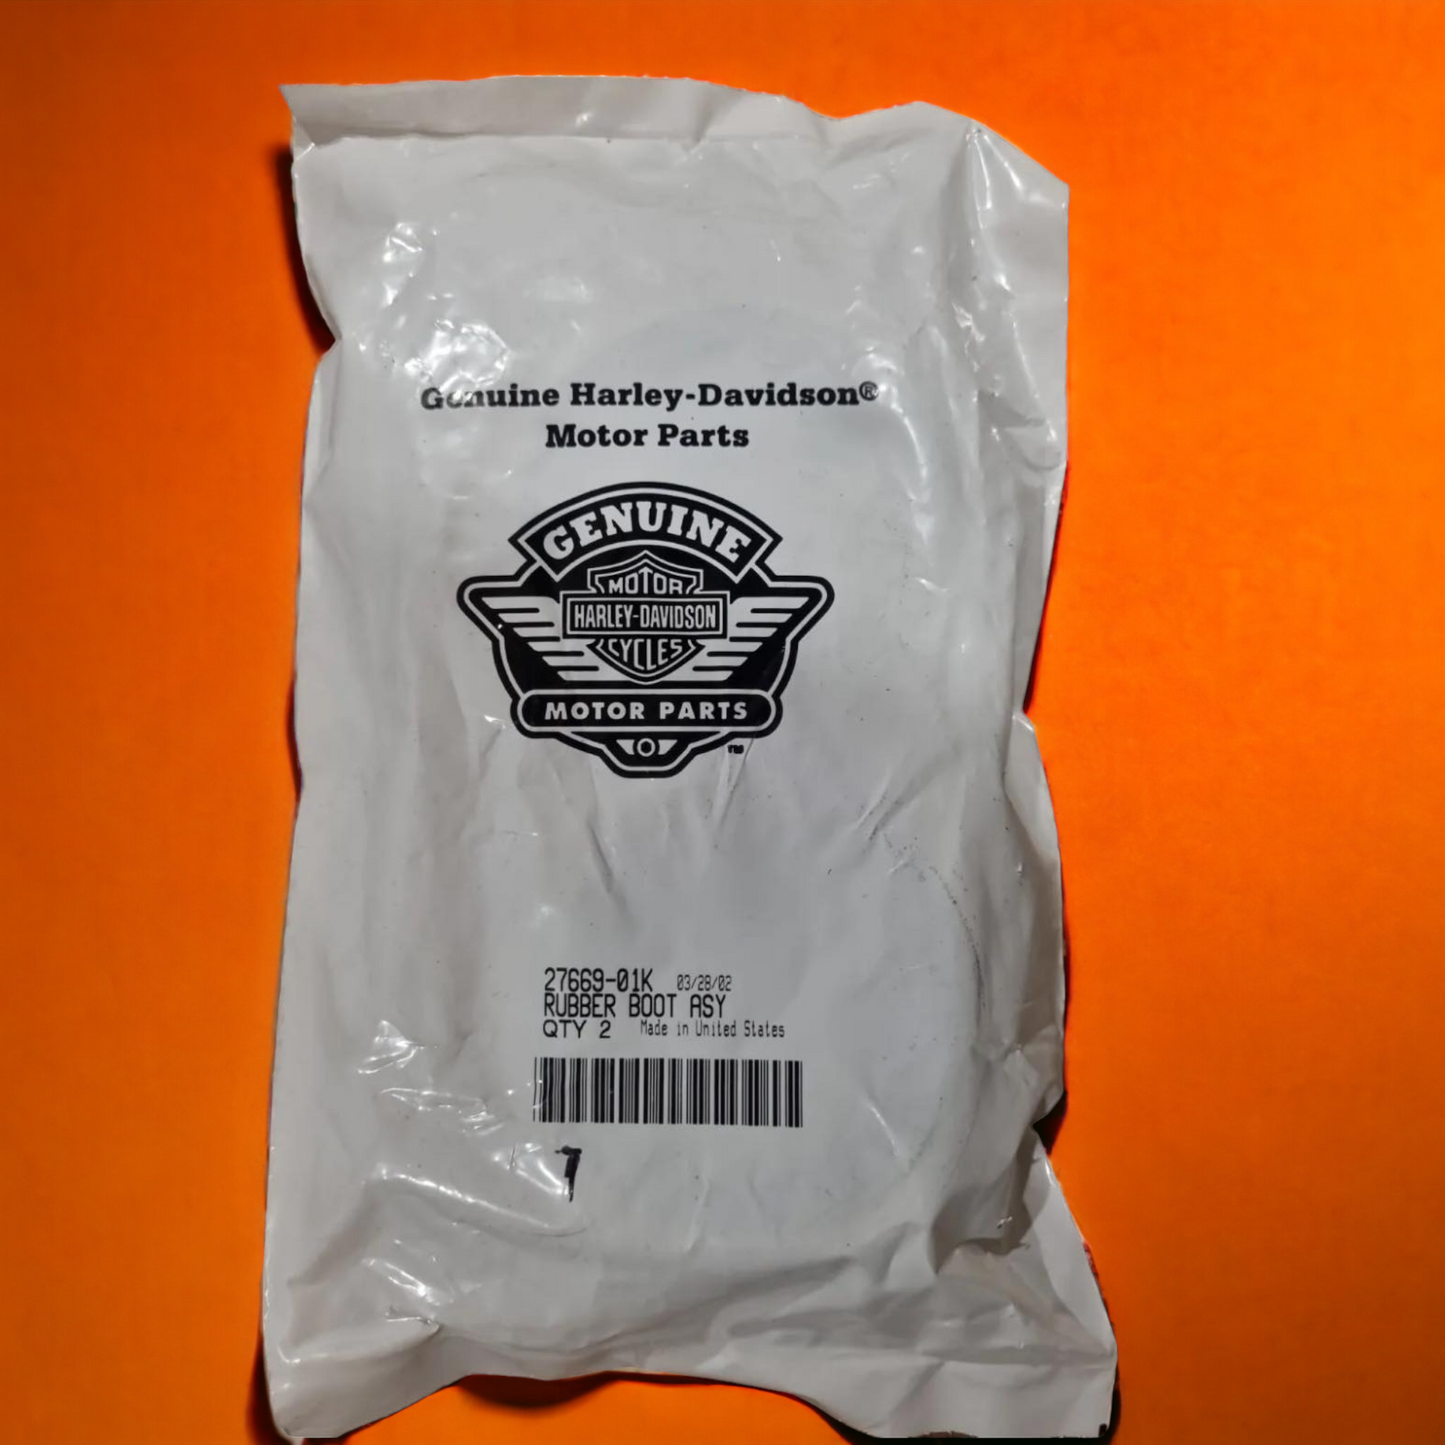 Genuine Harley-Davidson®
Motor Parts
GENUINE
MOTOR
HARLEY-DAVIDSON
CYCLES
MOTOR PARTS
27669-01K 03/28/02
RUBBER BOOT ASY
QTY 2 Made in United States
7